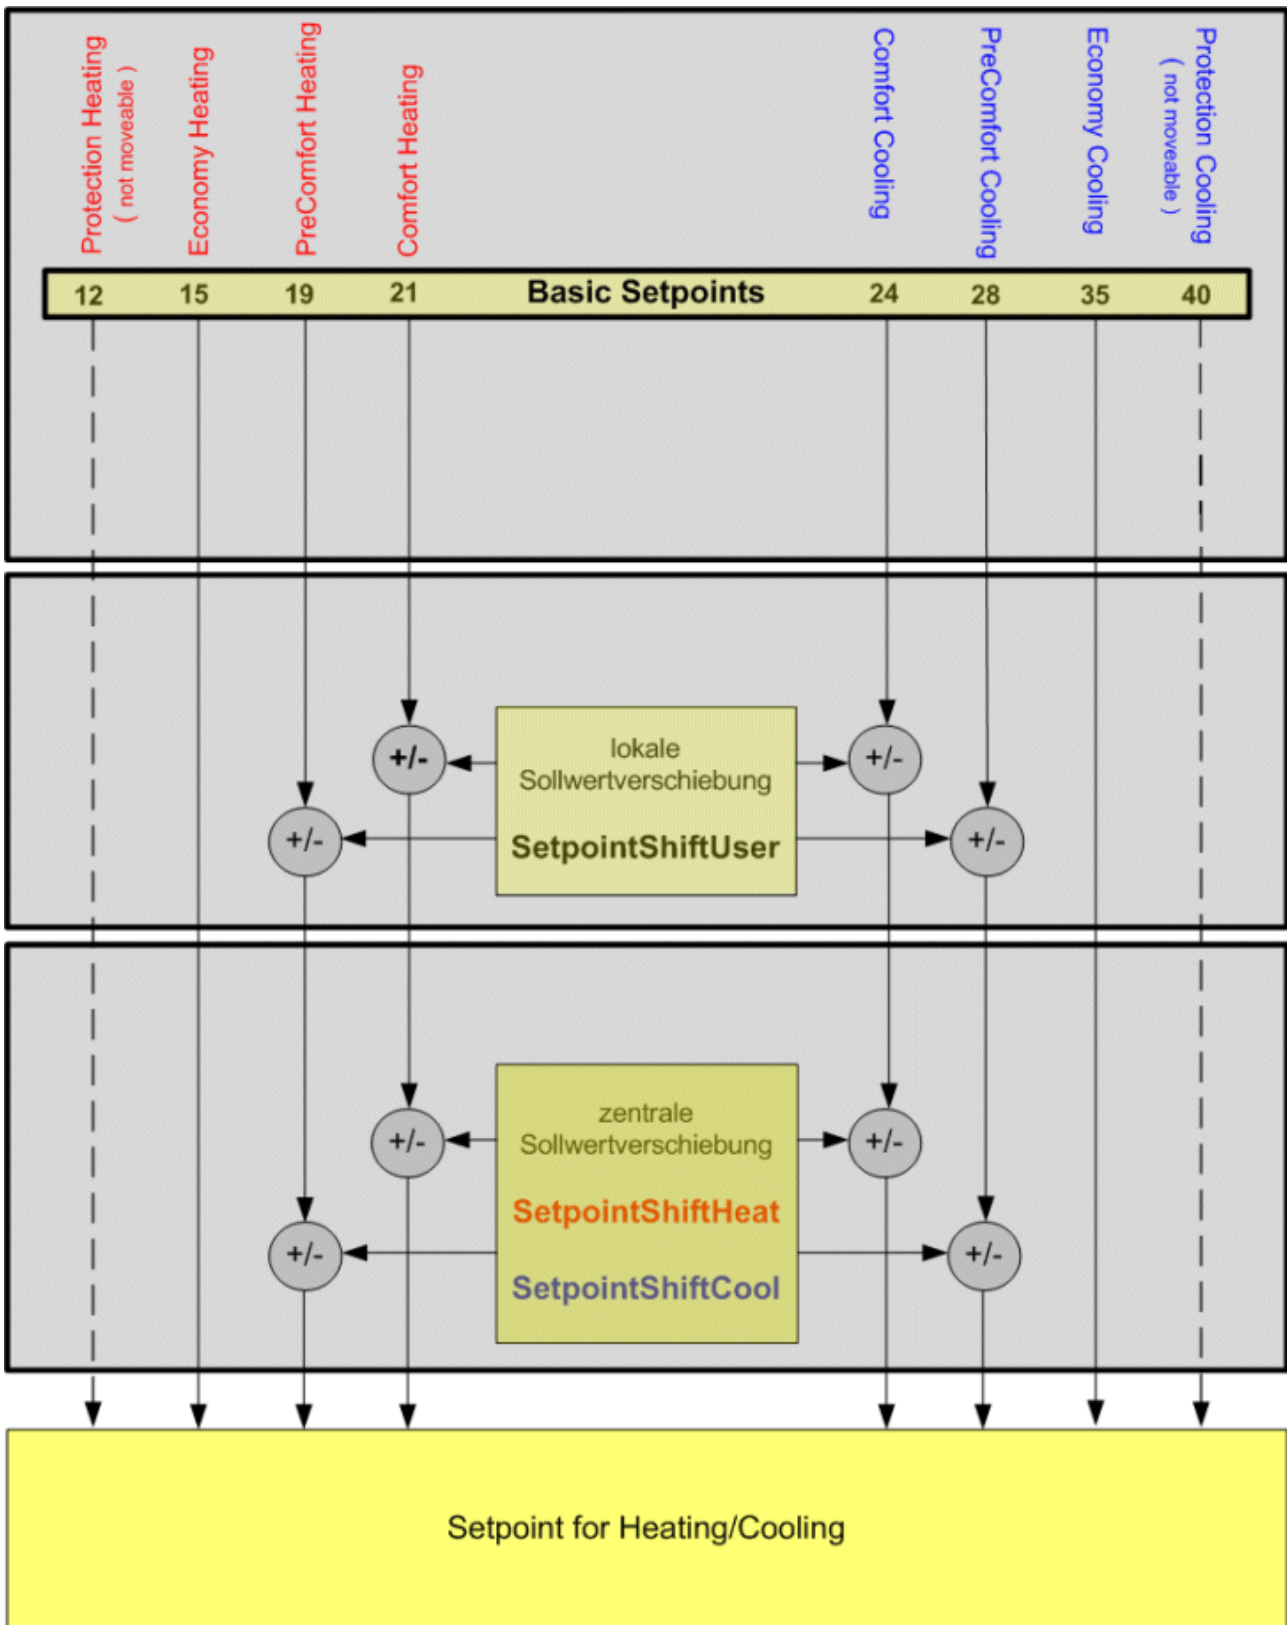 Protection Heating
( not moveable )
Economy Heating
PreComfort Heating
Comfort Heating
Comfort Cooling
PreComfort Cooling
Economy Cooling
Protection Cooling
( not moveable )
12 15 19 21 Basic Setpoints 24 28 35 40
lokale
+/- Sollwertverschiebung +/-
+/- SetpointShiftUser +/-
zentrale
+/- Sollwertverschiebung +/-
SetpointShiftHeat
+/- +/-
SetpointShiftCool
Setpoint for Heating/Cooling